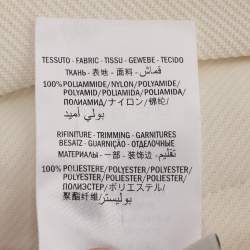 TESSUTO - FABRIC - TISSU - GEWEBE - TECIDO
ТКАНЬ - 表地 - 面料 - قماش
100% POLIAMMIDE/NYLON/POLYAMIDE/
POLYAMID/POLIAMIDA/POLIAMIDA/
ПОЛИАМИД/ナイロン/锦纶/
بولي أميد
RIFINITURE - TRIMMING - GARNITURES
BESATZ - GUARNIÇÃO - ОТДЕЛОЧНЫЕ
МАТЕРИАЛЫ - 一部 - 装饰边 - تقليم
100% POLIESTERE/POLYESTER/
POLYESTER/POLYESTER/POLIÉSTER/
ПОЛИЭСТЕР/ポリエステル/
聚酯纤维/بوليستر